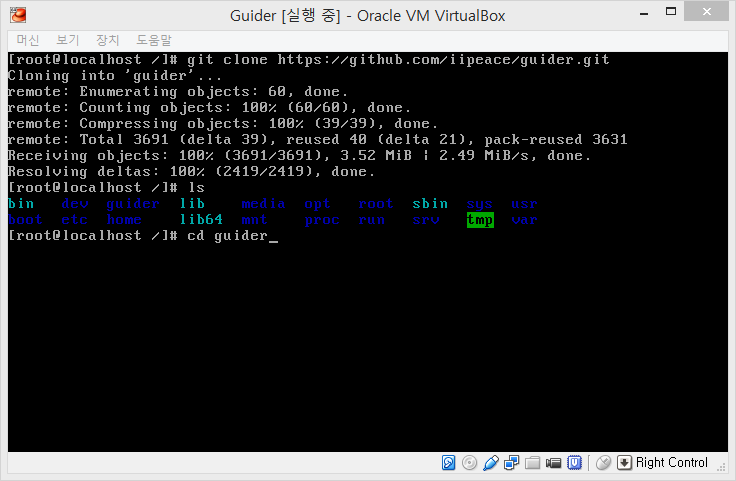 Guider [실행 중] - Oracle VM VirtualBox
머신 보기 장치 도움말
[root@localhost /]# git clone https://github.com/iipeace/guider.git
Cloning into 'guider'...
remote: Enumerating objects: 60, done.
remote: Counting objects: 100% (60/60), done.
remote: Compressing objects: 100% (39/39), done.
remote: Total 3691 (delta 39), reused 40 (delta 21), pack-reused 3631
Receiving objects: 100% (3691/3691), 3.52 MiB | 2.49 MiB/s, done.
Resolving deltas: 100% (2419/2419), done.
[root@localhost /]# ls
bin dev guider lib media opt root sbin sys usr
boot etc home lib64 mnt proc run srv tmp var
[root@localhost /]# cd guider_
Right Control